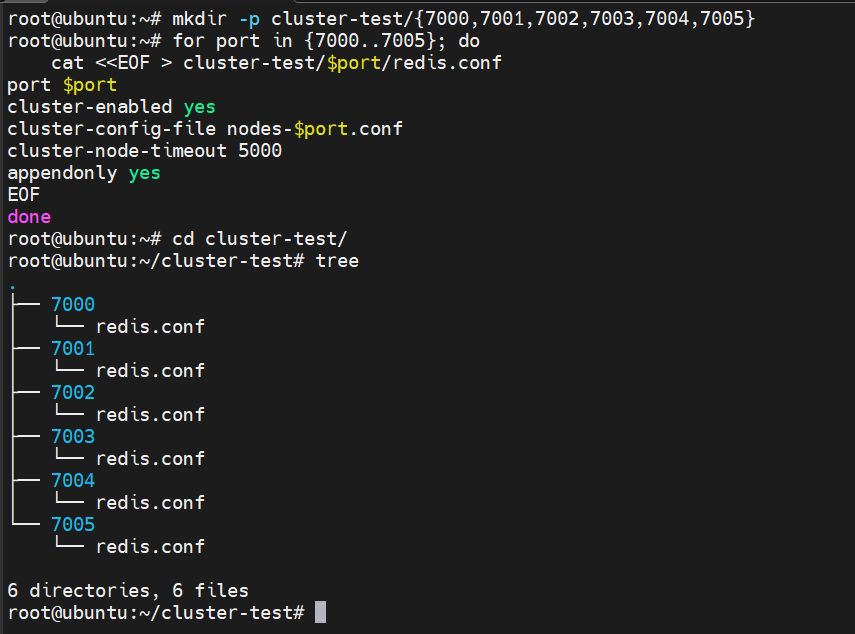 root@ubuntu:~# mkdir -p cluster-test/{7000,7001,7002,7003,7004,7005}
root@ubuntu:~# for port in {7000..7005}; do
    cat <<EOF > cluster-test/$port/redis.conf
port $port
cluster-enabled yes
cluster-config-file nodes-$port.conf
cluster-node-timeout 5000
appendonly yes
EOF
done
root@ubuntu:~# cd cluster-test/
root@ubuntu:~/cluster-test# tree
.
├── 7000
│   └── redis.conf
├── 7001
│   └── redis.conf
├── 7002
│   └── redis.conf
├── 7003
│   └── redis.conf
├── 7004
│   └── redis.conf
└── 7005
    └── redis.conf

6 directories, 6 files
root@ubuntu:~/cluster-test#